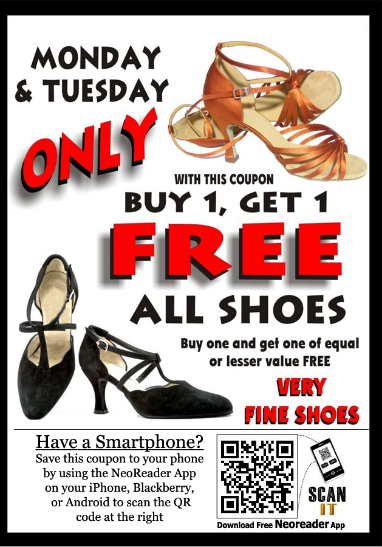 MONDAY
& TUESDAY
ONLY
WITH THIS COUPON
BUY 1, GET 1
FREE
ALL SHOES
Buy one and get one of equal
or lesser value FREE
VERY
FINE SHOES
Have a Smartphone?
Save this coupon to your phone
by using the NeoReader App
on your iPhone, Blackberry,
or Android to scan the QR
code at the right
SCAN
IT
Download Free Neoreader App